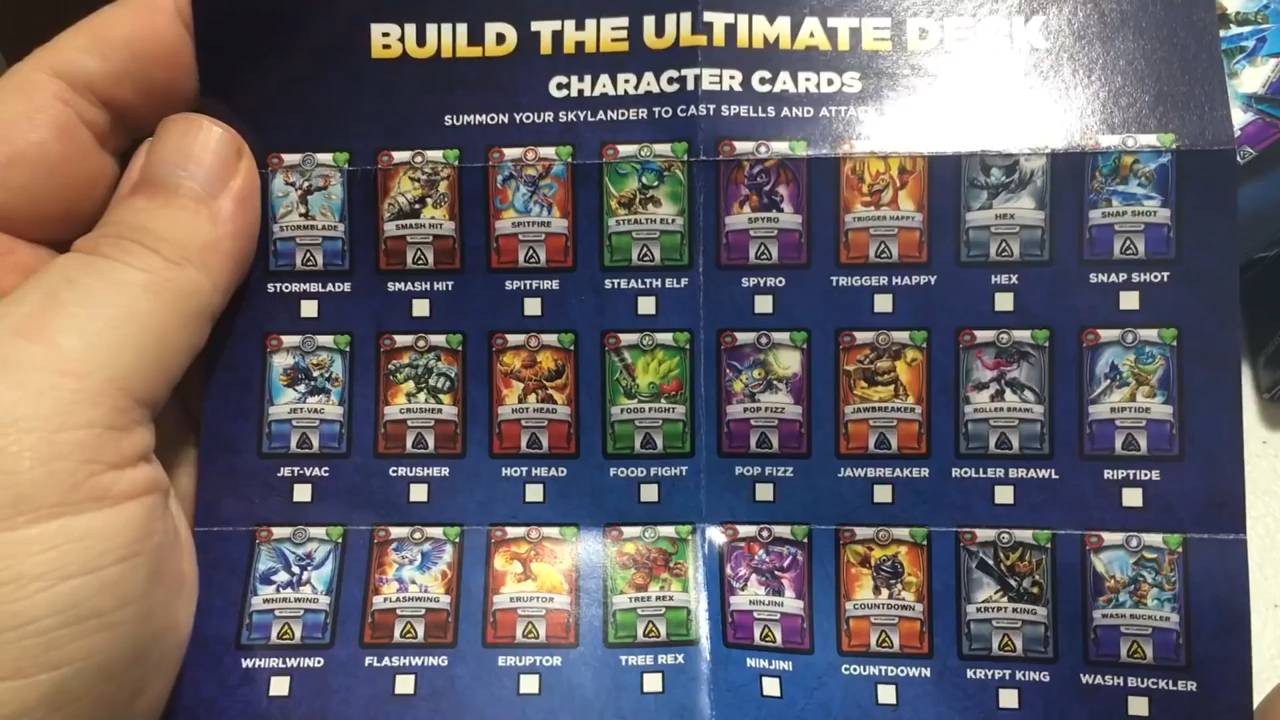 BUILD THE ULTIMATE DECK
CHARACTER CARDS
SUMMON YOUR SKYLANDER TO CAST SPELLS AND
STORMBLADE SMASH HIT SPITFIRE STEALTH ELF SPYRO TRIGGER HAPPY HEX SNAP SHOT
STORMBLADE SMASH HIT SPITFIRE STEALTH ELF SPYRO TRIGGER HAPPY HEX SNAP SHOT
JET-VAC CRUSHER HOT HEAD FOOD FIGHT POP FIZZ JAWBREAKER ROLLER BRAWL RIPTIDE
JET-VAC CRUSHER HOT HEAD FOOD FIGHT POP FIZZ JAWBREAKER ROLLER BRAWL RIPTIDE
WHIRLWIND FLASHWING ERUPTOR TREE REX NINJINI COUNTDOWN KRYPT KING WASH BUCKLER
WHIRLWIND FLASHWING ERUPTOR TREE REX NINJINI COUNTDOWN KRYPT KING WASH BUCKLER